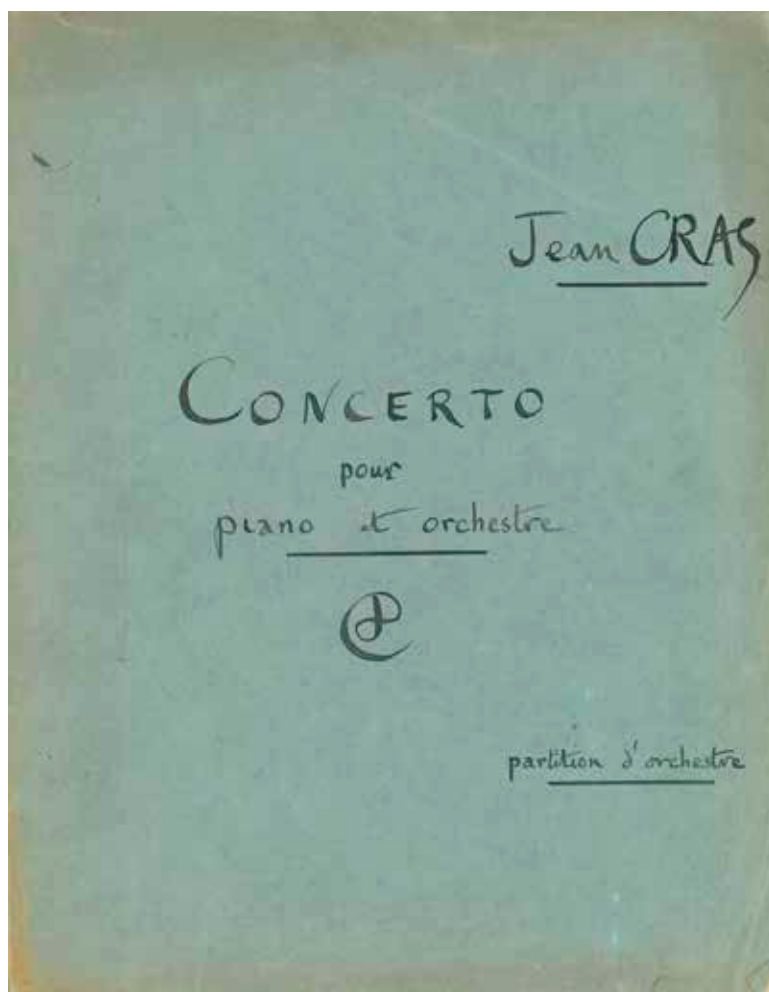 Jean CRAS
CONCERTO
pour
piano et orchestre
partition d'orchestre